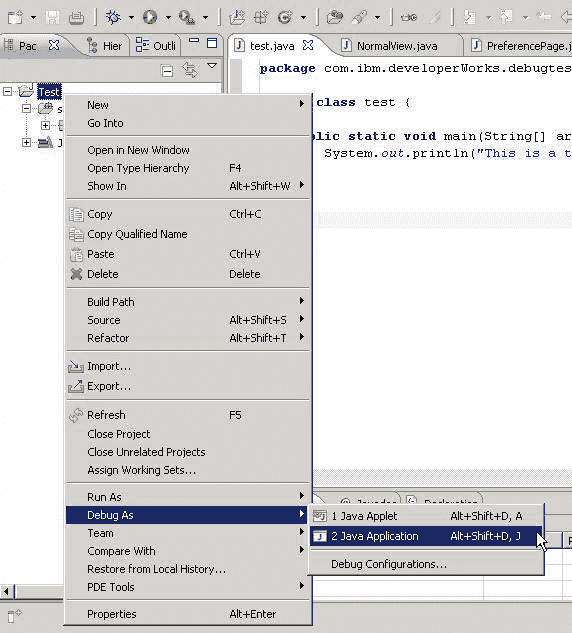 Pac
Hier
Outli
test.java
NormalView.java
PreferencePage.j
package com.ibm.developerWorks.debugtes
class test {
blic static void main(String[] ar
System.out.println("This is a t
Test
s
J
New
Go Into
Open in New Window
Open Type Hierarchy F4
Show In Alt+Shift+W
Copy Ctrl+C
Copy Qualified Name
Paste Ctrl+V
Delete Delete
Build Path
Source Alt+Shift+S
Refactor Alt+Shift+T
Import...
Export...
Refresh F5
Close Project
Close Unrelated Projects
Assign Working Sets...
Run As
Debug As
Team
Compare With
Restore from Local History...
PDE Tools
Properties Alt+Enter
1 Java Applet Alt+Shift+D, A
2 Java Application Alt+Shift+D, J
Debug Configurations...